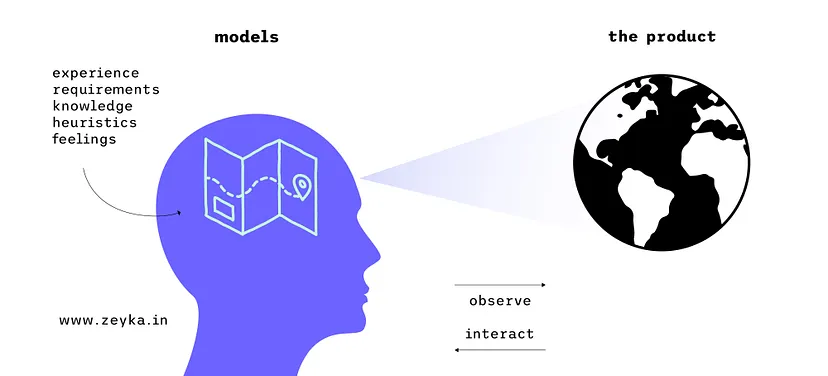 models
the product
experience
requirements
knowledge
heuristics
feelings
observe
interact
www.zeyka.in